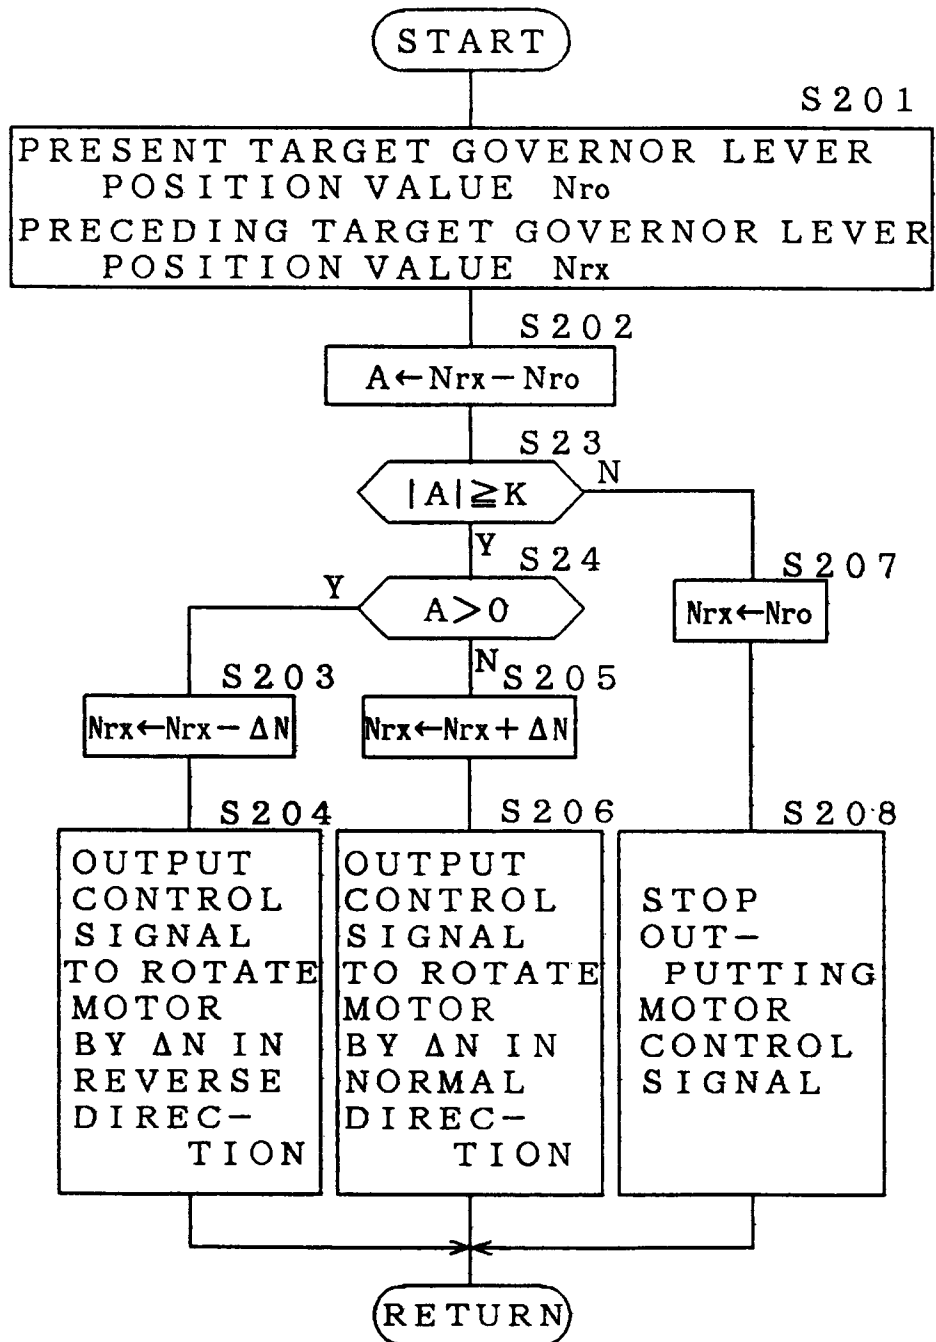 START
S201
PRESENT TARGET GOVERNOR LEVER
POSITION VALUE Nro
PRECEDING TARGET GOVERNOR LEVER
POSITION VALUE Nrx
S202
A←Nrx−Nro
S23
|A|≧K
N
Y
S24
A>0
Y
N
S207
Nrx←Nro
S203
Nrx←Nrx−ΔN
S205
Nrx←Nrx+ΔN
S204
OUTPUT
CONTROL
SIGNAL
TO ROTATE
MOTOR
BY ΔN IN
REVERSE
DIREC−
TION
S206
OUTPUT
CONTROL
SIGNAL
TO ROTATE
MOTOR
BY ΔN IN
NORMAL
DIREC−
TION
S208
STOP
OUT−
PUTTING
MOTOR
CONTROL
SIGNAL
RETURN